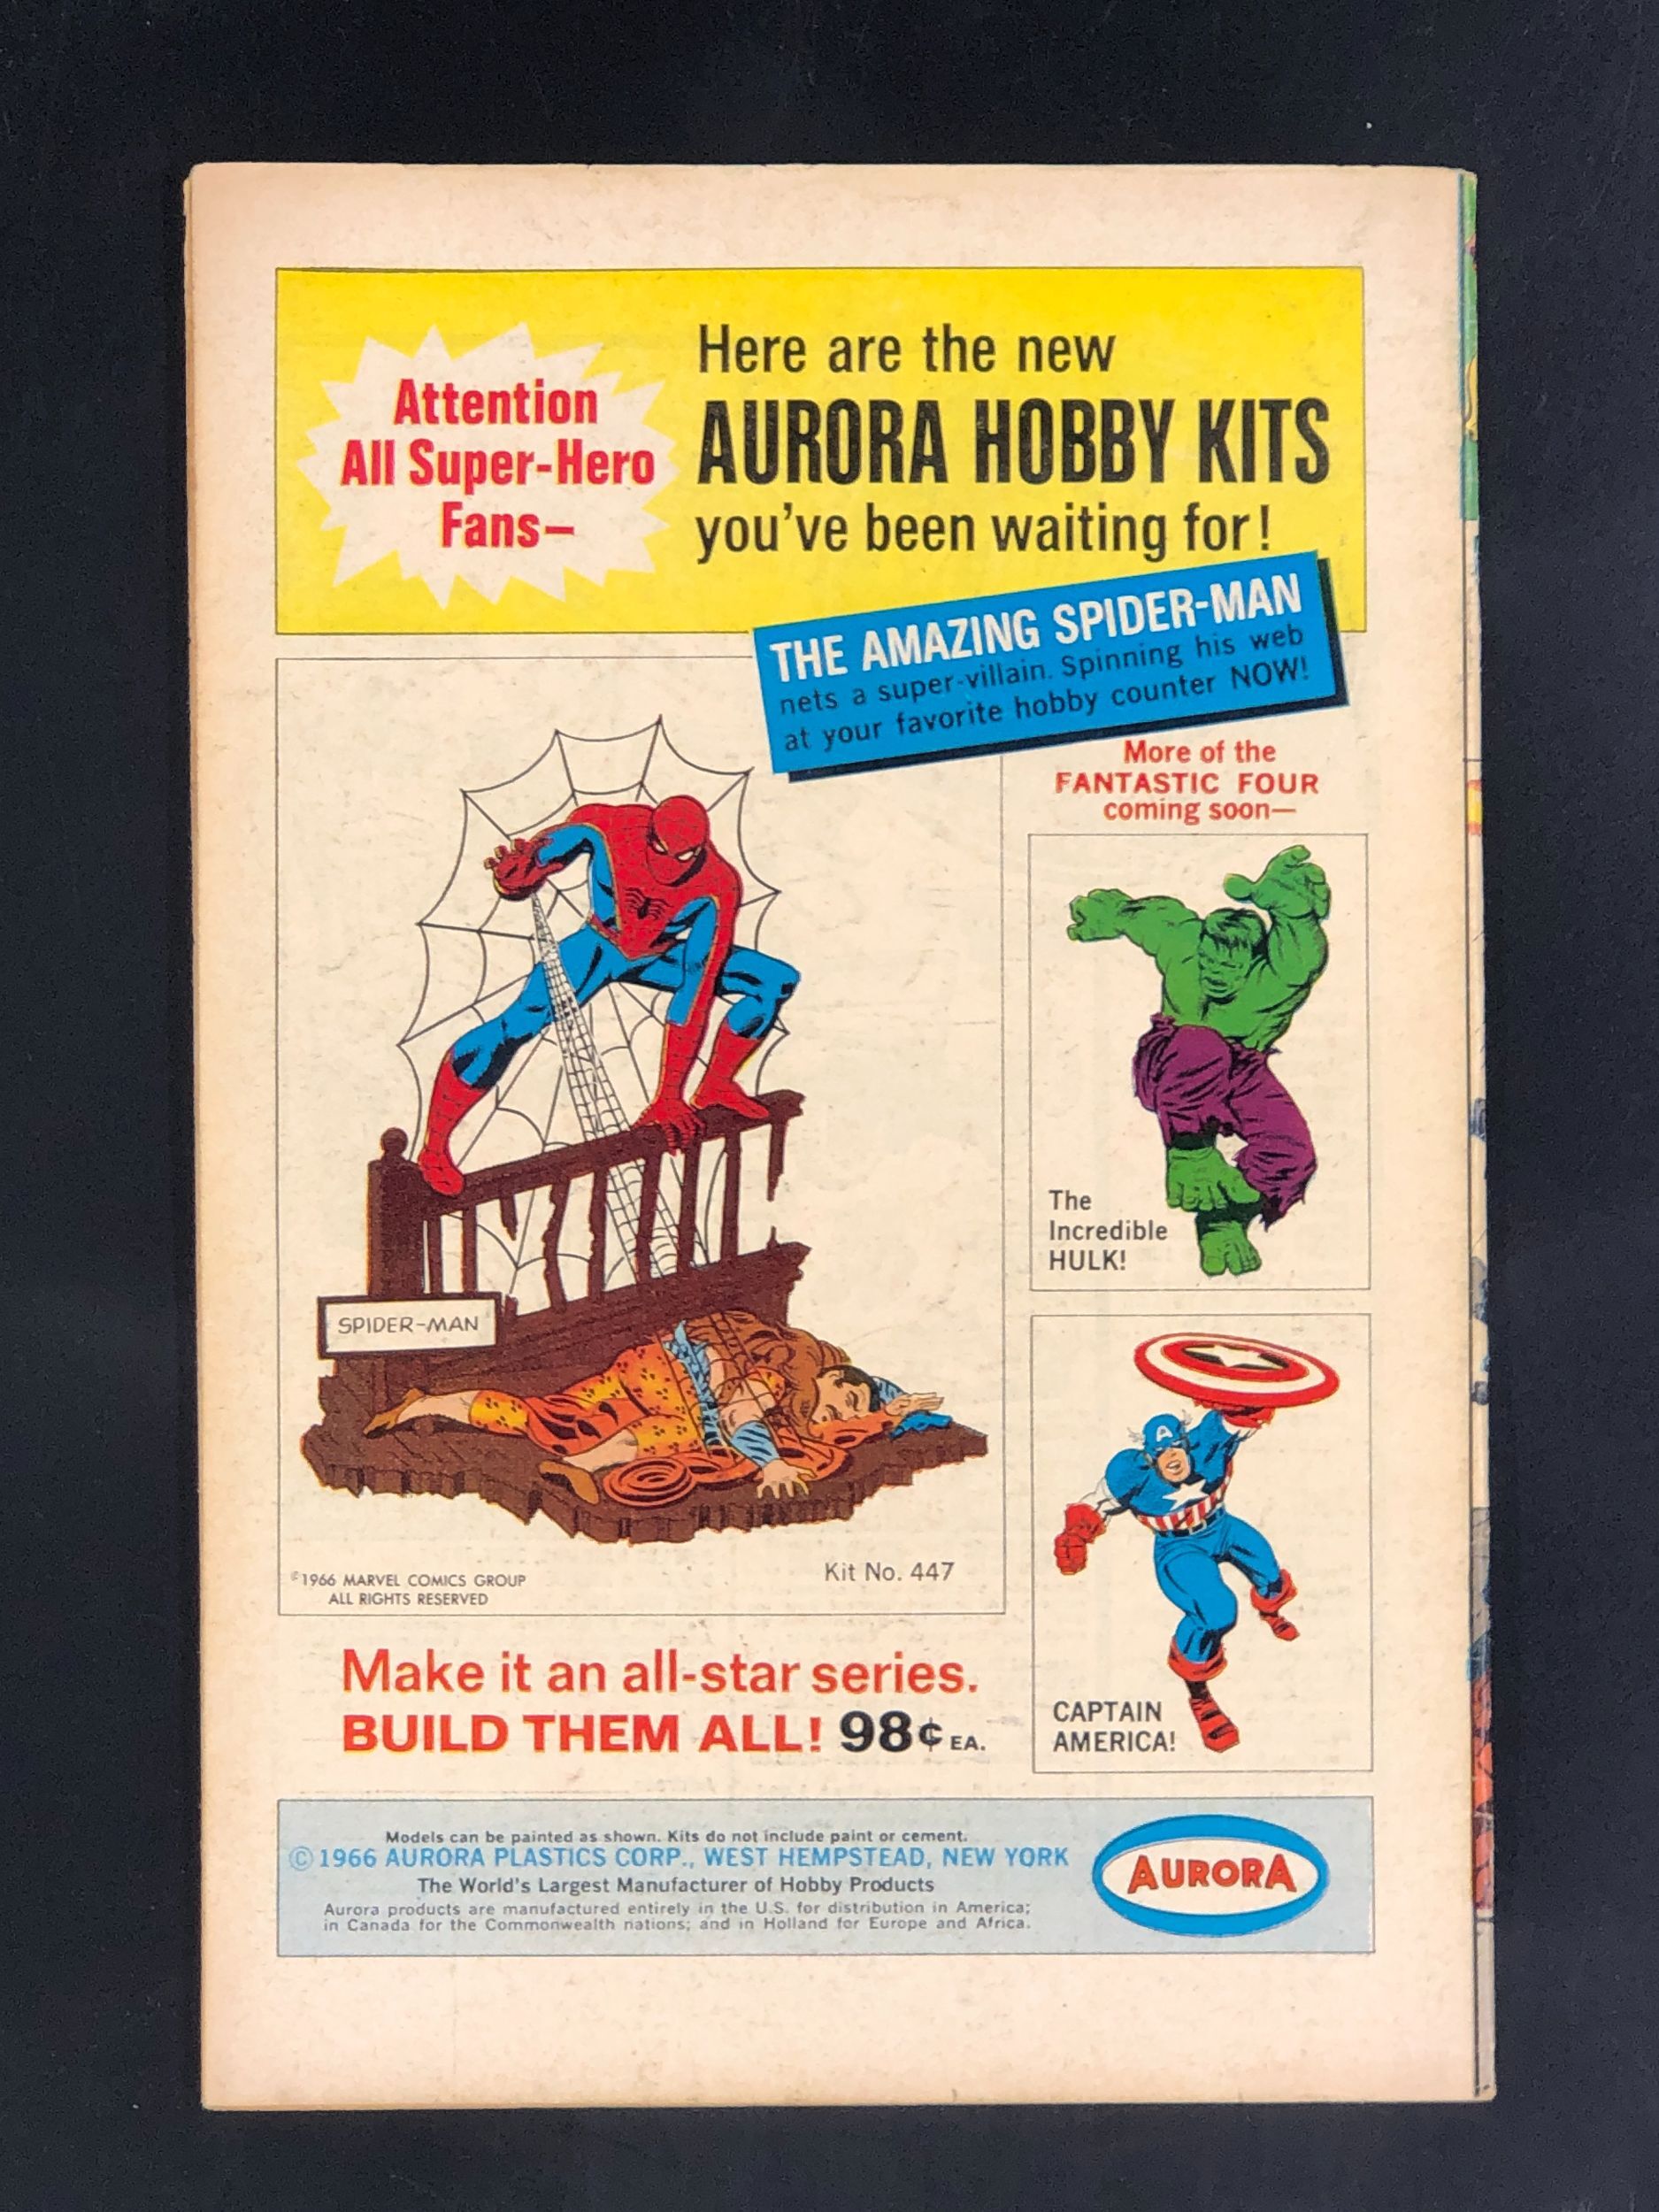 Attention
All Super-Hero
Fans—
Here are the new
AURORA HOBBY KITS
you've been waiting for!
THE AMAZING SPIDER-MAN
nets a super-villain. Spinning his web
at your favorite hobby counter NOW!
More of the
FANTASTIC FOUR
coming soon—
The
Incredible
HULK!
SPIDER-MAN
A
©1966 MARVEL COMICS GROUP
ALL RIGHTS RESERVED
Kit No. 447
CAPTAIN
AMERICA!
Make it an all-star series.
BUILD THEM ALL! 98¢ EA.
Models can be painted as shown. Kits do not include paint or cement.
© 1966 AURORA PLASTICS CORP., WEST HEMPSTEAD, NEW YORK
The World's Largest Manufacturer of Hobby Products
Aurora products are manufactured entirely in the U.S. for distribution in America;
in Canada for the Commonwealth nations; and in Holland for Europe and Africa.
AURORA